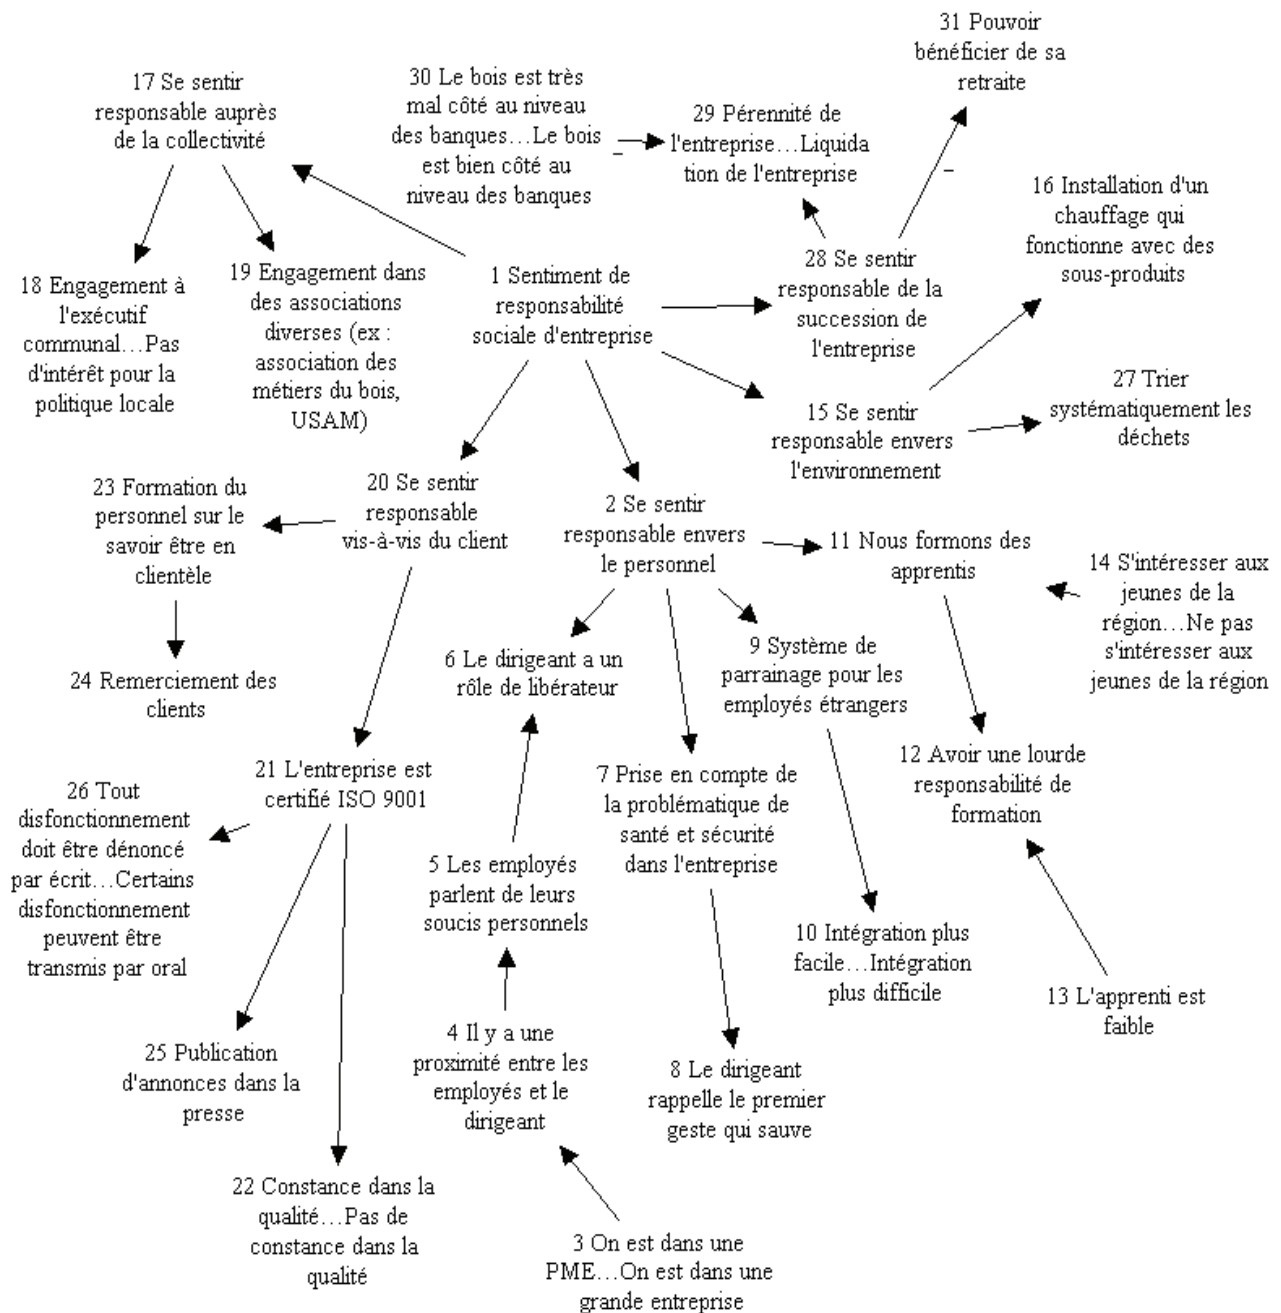 31 Pouvoir
bénéficier de sa
retraite
17 Se sentir
responsable auprès
de la collectivité
30 Le bois est très
mal côté au niveau
des banques...Le bois
est bien côté au
niveau des banques
–
29 Pérennité de
l'entreprise...Liquida
tion de l'entreprise
–
16 Installation d'un
chauffage qui
fonctionne avec des
sous-produits
18 Engagement à
l'exécutif
communal...Pas
d'intérêt pour la
politique locale
19 Engagement dans
des associations
diverses (ex :
association des
métiers du bois,
USAM)
1 Sentiment de
responsabilité
sociale d'entreprise
28 Se sentir
responsable de la
succession de
l'entreprise
27 Trier
systématiquement les
déchets
15 Se sentir
responsable envers
l'environnement
23 Formation du
personnel sur le
savoir être en
clientèle
20 Se sentir
responsable
vis-à-vis du client
2 Se sentir
responsable envers
le personnel
11 Nous formons des
apprentis
14 S'intéresser aux
jeunes de la
région...Ne pas
s'intéresser aux
jeunes de la région
24 Remerciement des
clients
6 Le dirigeant a un
rôle de libérateur
9 Système de
parrainage pour les
employés étrangers
12 Avoir une lourde
responsabilité de
formation
26 Tout
disfonctionnement
doit être dénoncé
par écrit...Certains
disfonctionnement
peuvent être
transmis par oral
21 L'entreprise est
certifié ISO 9001
7 Prise en compte de
la problématique de
santé et sécurité
dans l'entreprise
5 Les employés
parlent de leurs
soucis personnels
10 Intégration plus
facile...Intégration
plus difficile
13 L'apprenti est
faible
25 Publication
d'annonces dans la
presse
4 Il y a une
proximité entre les
employés et le
dirigeant
8 Le dirigeant
rappelle le premier
geste qui sauve
22 Constance dans la
qualité...Pas de
constance dans la
qualité
3 On est dans une
PME...On est dans une
grande entreprise